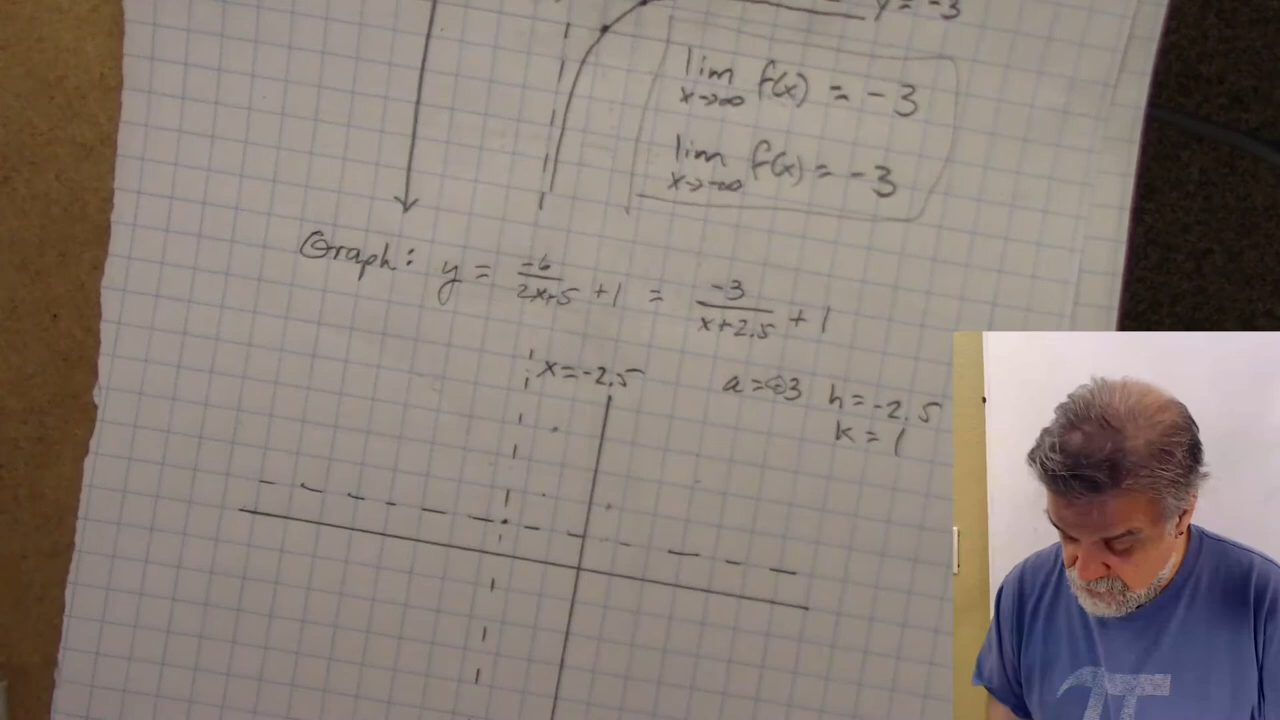 y = -3
lim f(x) = -3
x→∞
lim f(x) = -3
x→-∞
Graph: y = -6/2x+5 +1 = -3/x+2.5 +1
x=-2.5
a=-3 h=-2.5
k=1
π